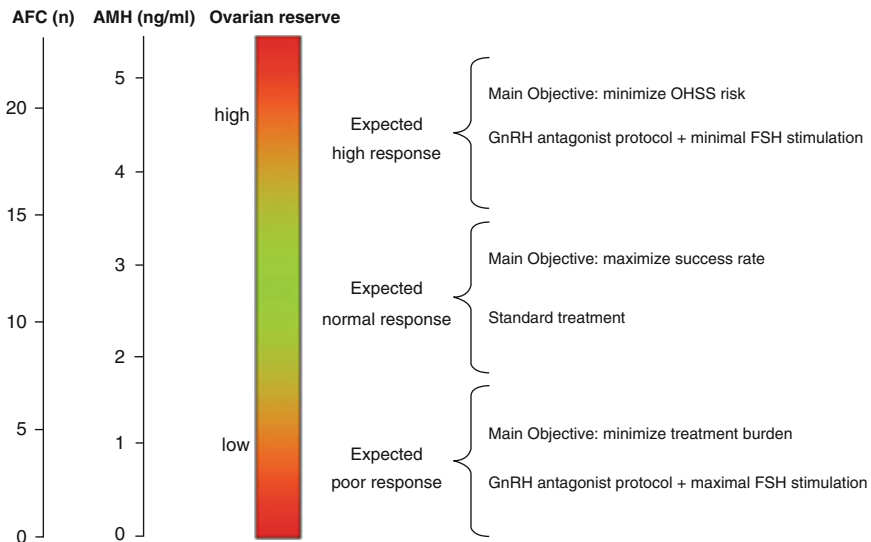 AFC (n) AMH (ng/ml) Ovarian reserve
20
15
10
5
0
5
4
3
2
1
0
high
low
Expected
high response
Main Objective: minimize OHSS risk
GnRH antagonist protocol + minimal FSH stimulation
Expected
normal response
Main Objective: maximize success rate
Standard treatment
Expected
poor response
Main Objective: minimize treatment burden
GnRH antagonist protocol + maximal FSH stimulation